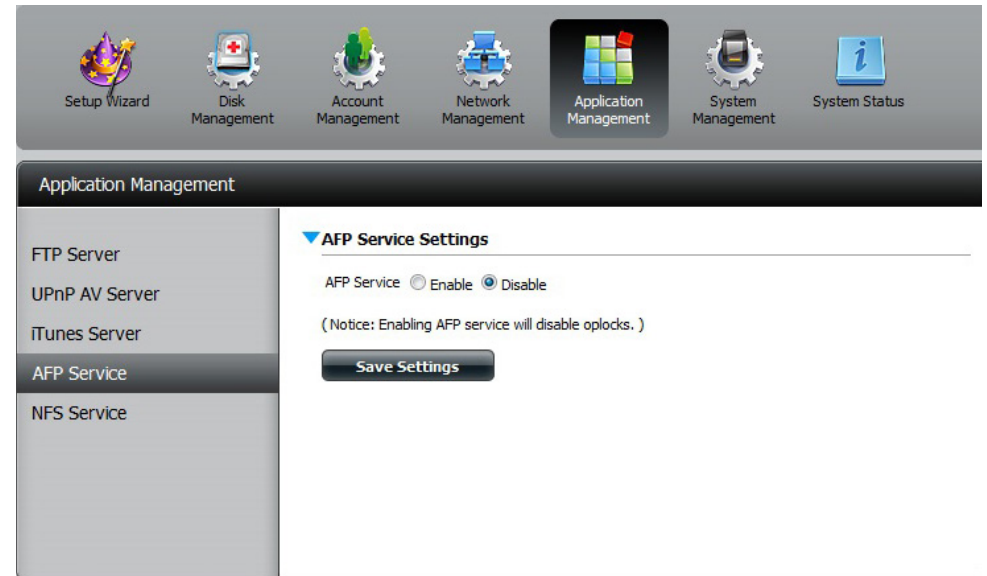 Setup Wizard
Disk
Management
Account
Management
Network
Management
Application
Management
System
Management
System Status
Application Management
FTP Server
UPnP AV Server
iTunes Server
AFP Service
NFS Service
AFP Service Settings
AFP Service Enable Disable
( Notice: Enabling AFP service will disable oplocks. )
Save Settings